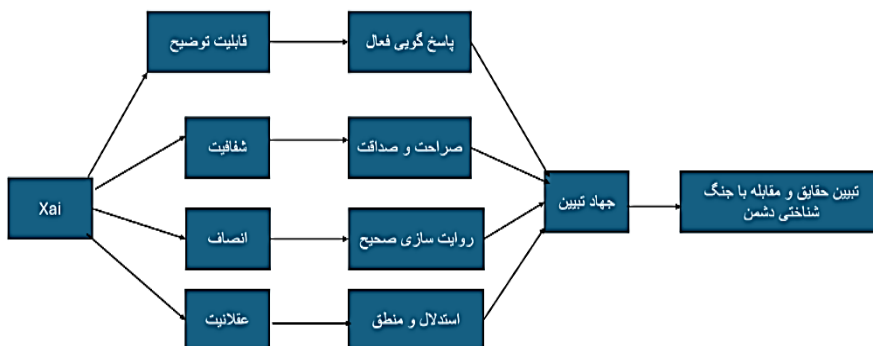 قابلیت توضیح
پاسخ گویی فعال
شفافیت
صراحت و صداقت
Xai
جهاد تبیین
تبیین حقایق و مقابله با جنگ
شناختی دشمن
انصاف
روایت سازی صحیح
عقلانیت
استدلال و منطق